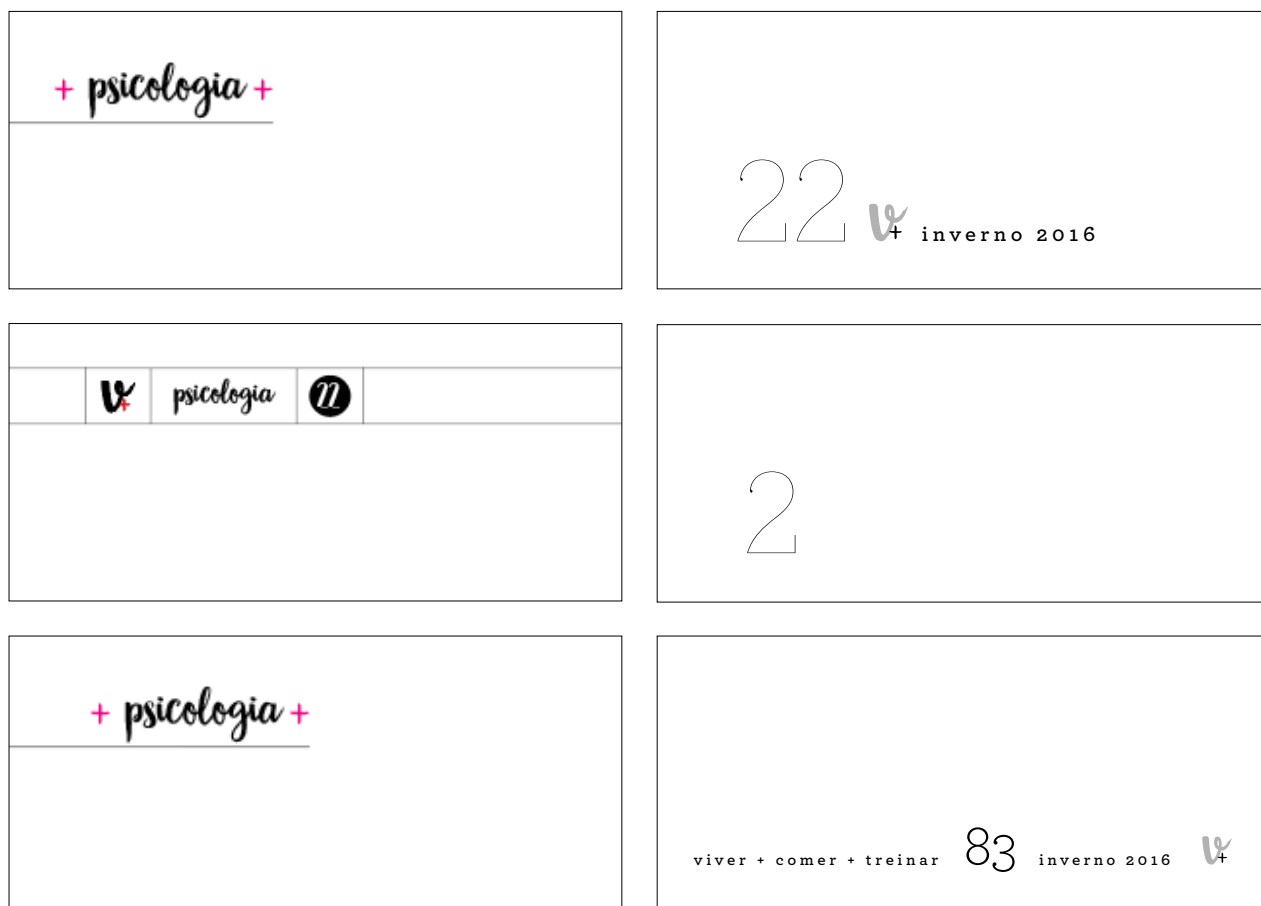 + psicologia +
22 v+ inverno 2016
v+ psicologia 22
2
+ psicologia +
viver + comer + treinar 83 inverno 2016 v+